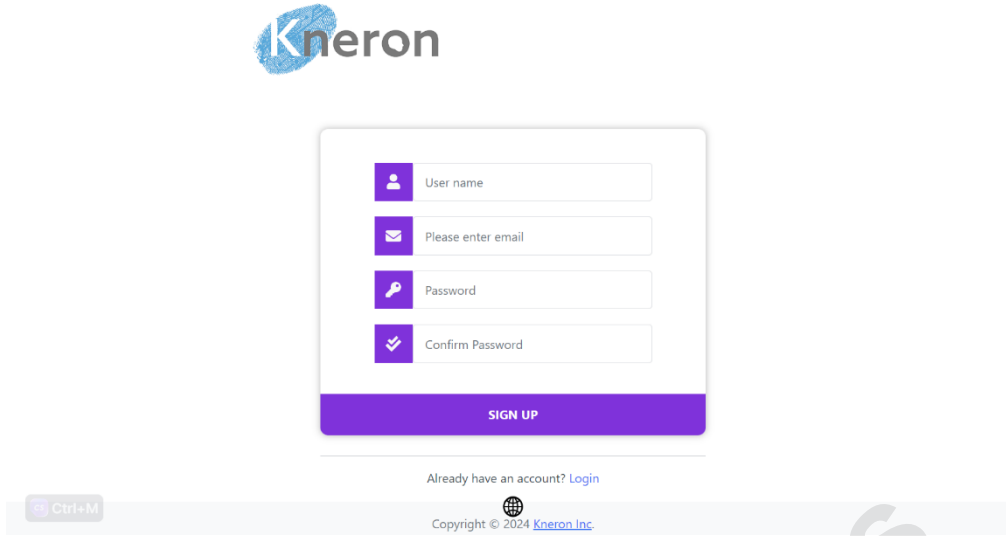 Kneron
User name
Please enter email
Password
Confirm Password
SIGN UP
Already have an account? Login
Ctrl+M
Copyright © 2024 Kneron Inc.